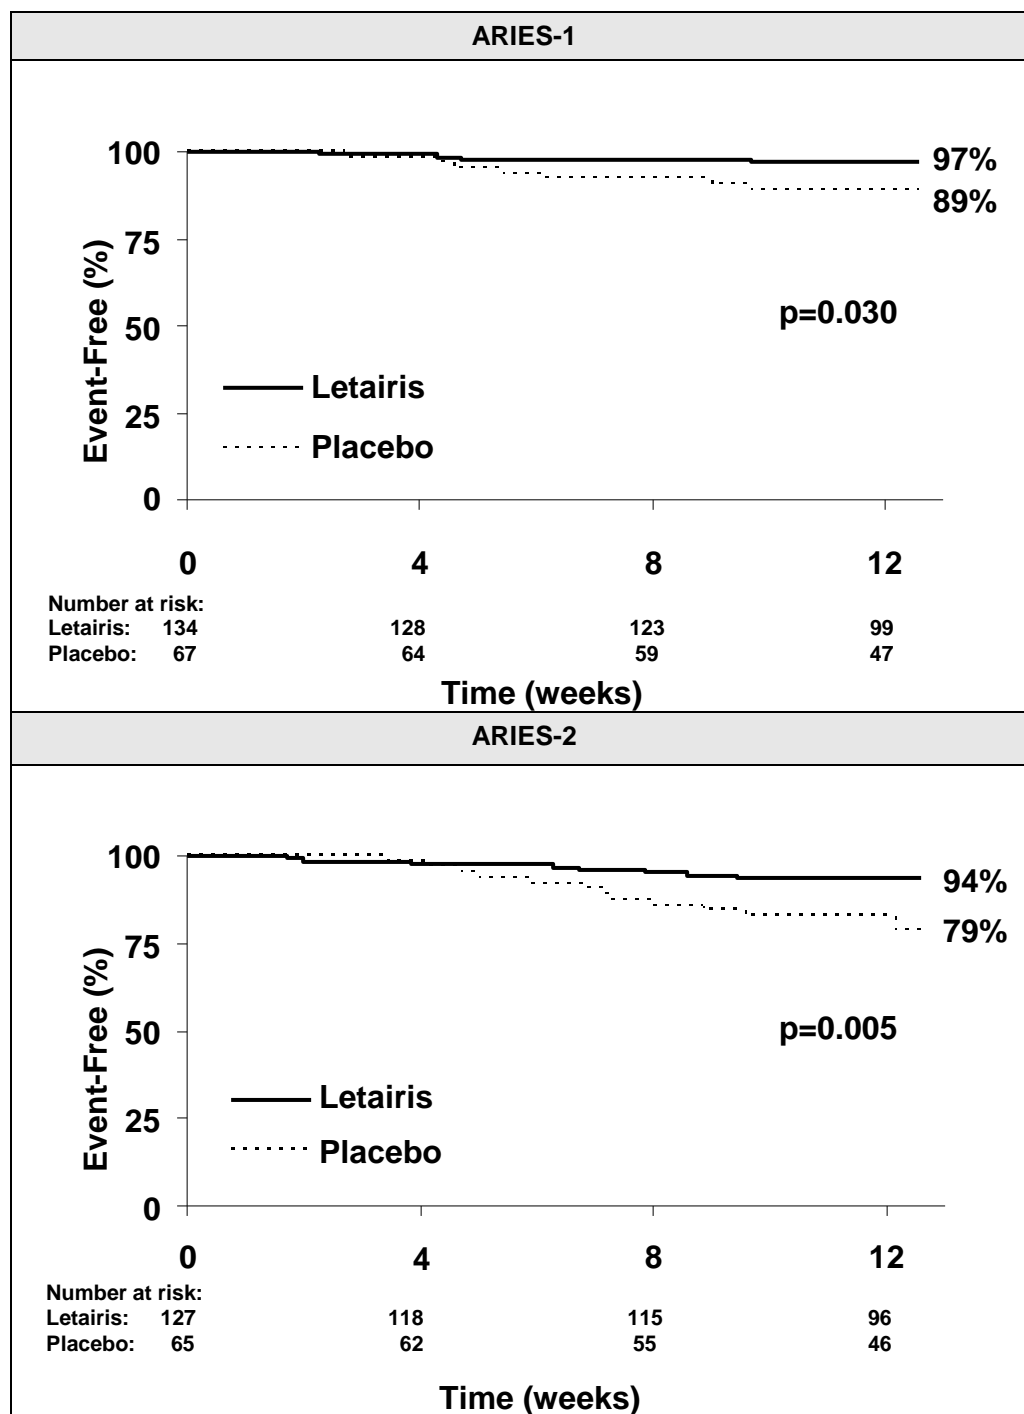 ARIES-1
100
97%
89%
75
Event-Free (%)
50
p=0.030
Letairis
25
Placebo
0
0 4 8 12
Number at risk:
Letairis: 134 128 123 99
Placebo: 67 64 59 47
Time (weeks)
ARIES-2
100
94%
79%
75
Event-Free (%)
50
p=0.005
Letairis
25
Placebo
0
0 4 8 12
Number at risk:
Letairis: 127 118 115 96
Placebo: 65 62 55 46
Time (weeks)